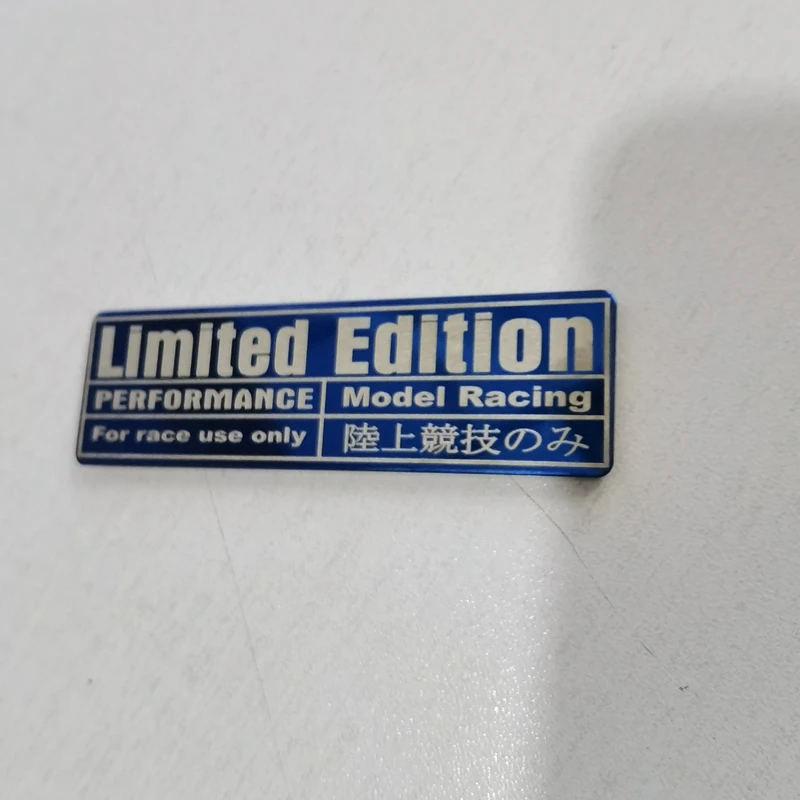 Limited Edition
PERFORMANCE
Model Racing
For race use only
陸上競技のみ